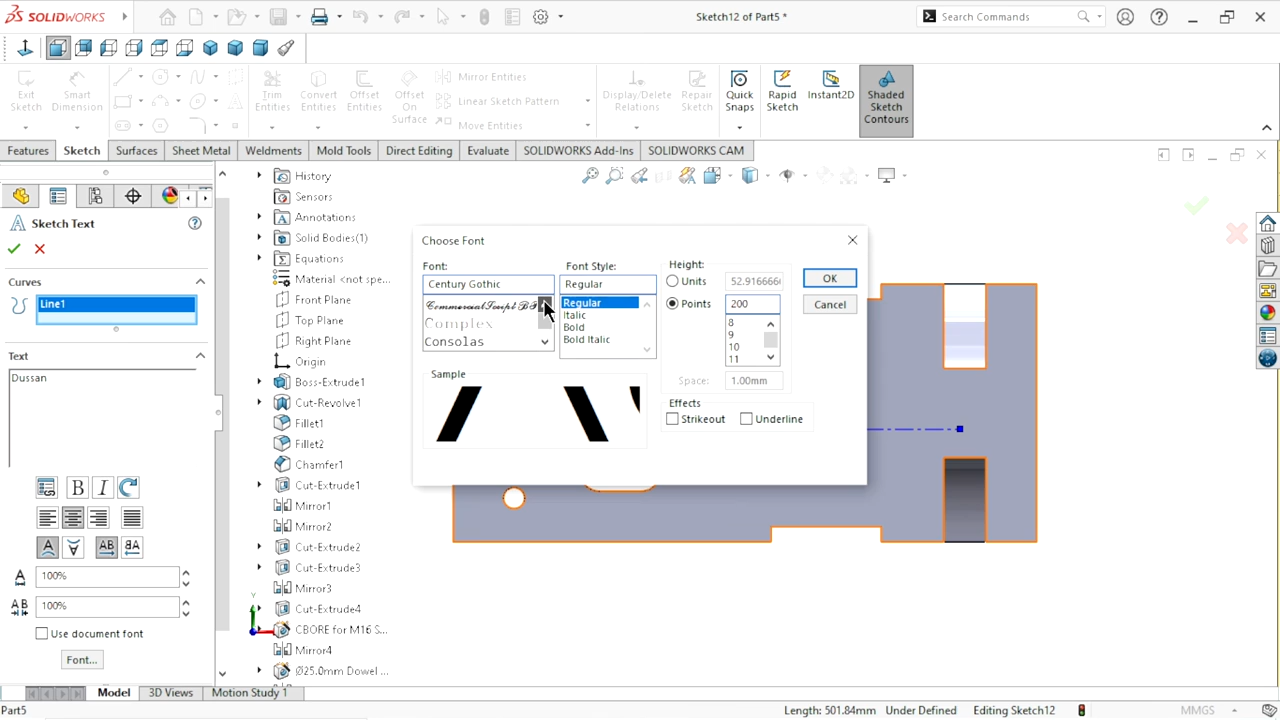 SOLIDWORKS
Sketch12 of Part5 *
Search Commands
Exit Sketch
Smart Dimension
Trim Entities
Convert Entities
Offset Entities
Offset On Surface
Mirror Entities
Linear Sketch Pattern
Move Entities
Display/Delete Relations
Repair Sketch
Quick Snaps
Rapid Sketch
Instant2D
Shaded Sketch Contours
Features
Sketch
Surfaces
Sheet Metal
Weldments
Mold Tools
Direct Editing
Evaluate
SOLIDWORKS Add-Ins
SOLIDWORKS CAM
Sketch Text
Curves
Line1
Text
Dussan
B I
A
100%
AB
100%
Use document font
Font...
History
Sensors
Annotations
Solid Bodies(1)
Equations
Material <not spe...
Front Plane
Top Plane
Right Plane
Origin
Boss-Extrude1
Cut-Revolve1
Fillet1
Fillet2
Chamfer1
Cut-Extrude1
Mirror1
Mirror2
Cut-Extrude2
Cut-Extrude3
Mirror3
Cut-Extrude4
CBORE for M16 S...
Mirror4
Ø25.0mm Dowel ...
Choose Font
Font:
Century Gothic
CommercialScript BT
Complex
Consolas
Font Style:
Regular
Regular
Italic
Bold
Bold Italic
Height:
Units
52.9166666
Points
200
8
9
10
11
Space:
1.00mm
OK
Cancel
Sample
Effects
Strikeout
Underline
Y
Model
3D Views
Motion Study 1
Part5
Length: 501.84mm
Under Defined
Editing Sketch12
MMGS